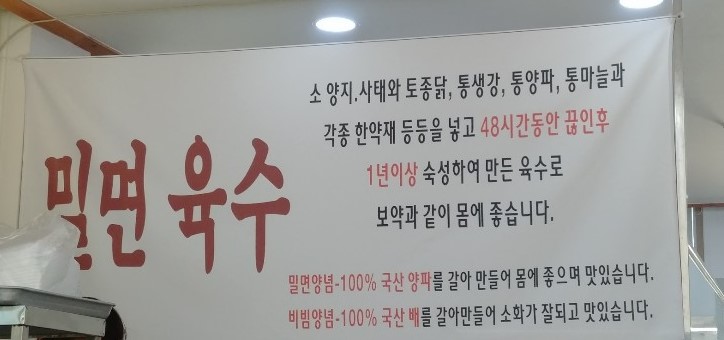 밀면 육수
소 양지.사태와 토종닭, 통생강, 통양파, 통마늘과
각종 한약재 등등을 넣고 48시간동안 끊인후
1년이상 숙성하여 만든 육수로
보약과 같이 몸에 좋습니다.
밀면양념-100% 국산 양파를 갈아 만들어 몸에 좋으며 맛있습니다.
비빔양념-100% 국산 배를 갈아만들어 소화가 잘되고 맛있습니다.